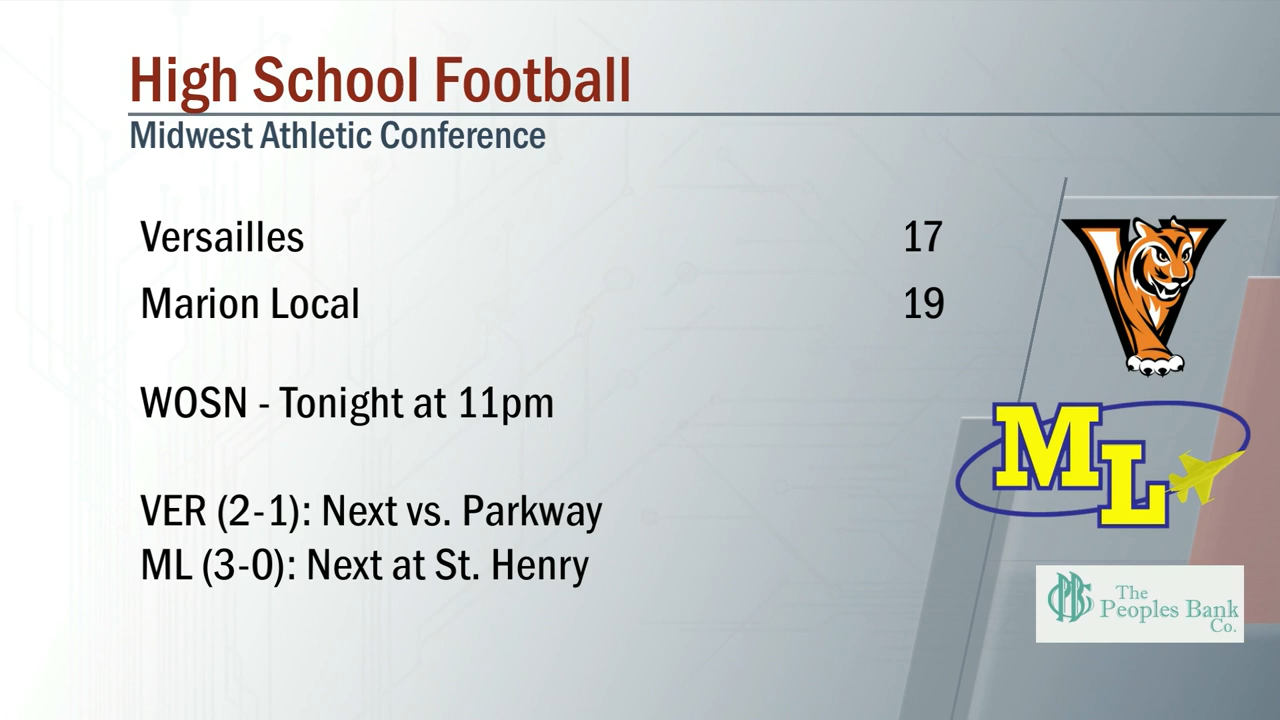 High School Football
Midwest Athletic Conference
Versailles 17
Marion Local 19
WOSN - Tonight at 11pm
VER (2-1): Next vs. Parkway
ML (3-0): Next at St. Henry
V
ML
PBC The
Peoples Bank
Co.